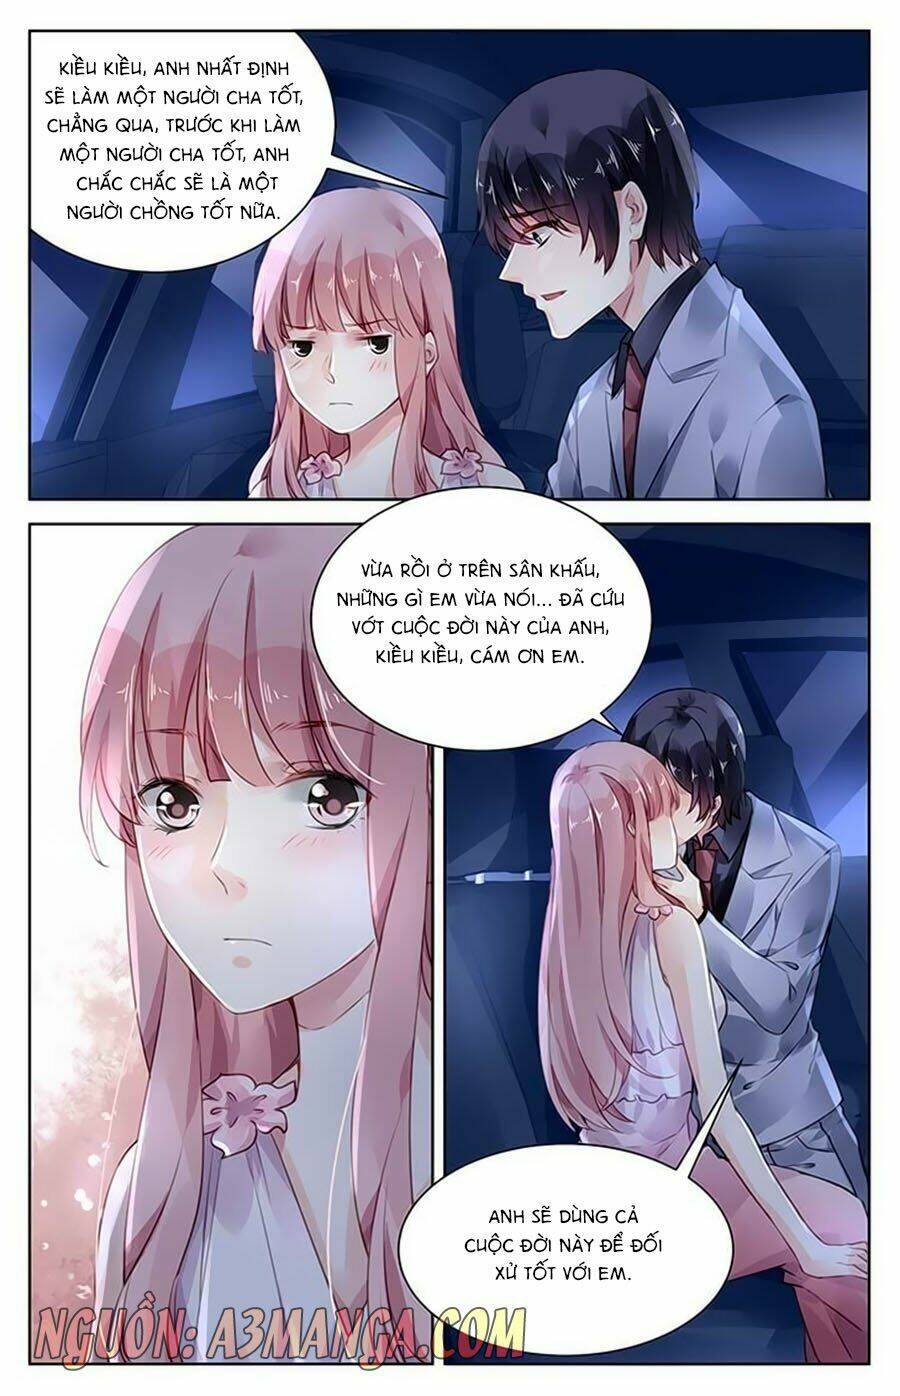 KIỀU KIỀU, ANH NHẤT ĐỊNH
SẼ LÀM MỘT NGƯỜI CHA TỐT,
CHẲNG QUA, TRƯỚC KHI LÀM
MỘT NGƯỜI CHA TỐT, ANH
CHẮC CHẮC SẼ LÀ MỘT
NGƯỜI CHỒNG TỐT NỮA.
VỪA RỒI Ở TRÊN SÂN KHẤU,
NHỮNG GÌ EM VỪA NÓI... ĐÃ CỨU
VỚT CUỘC ĐỜI NÀY CỦA ANH,
KIỀU KIỀU, CÁM ƠN EM.
ANH SẼ DÙNG CẢ
CUỘC ĐỜI NÀY ĐỂ ĐỐI
XỬ TỐT VỚI EM.
NGUỒN: A3MANGA.COM